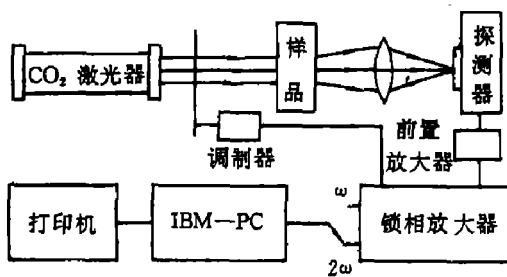 CO₂ 激光器
样品
探测器
调制器
前置
放大器
打印机
IBM—PC
ω
2ω
锁相放大器